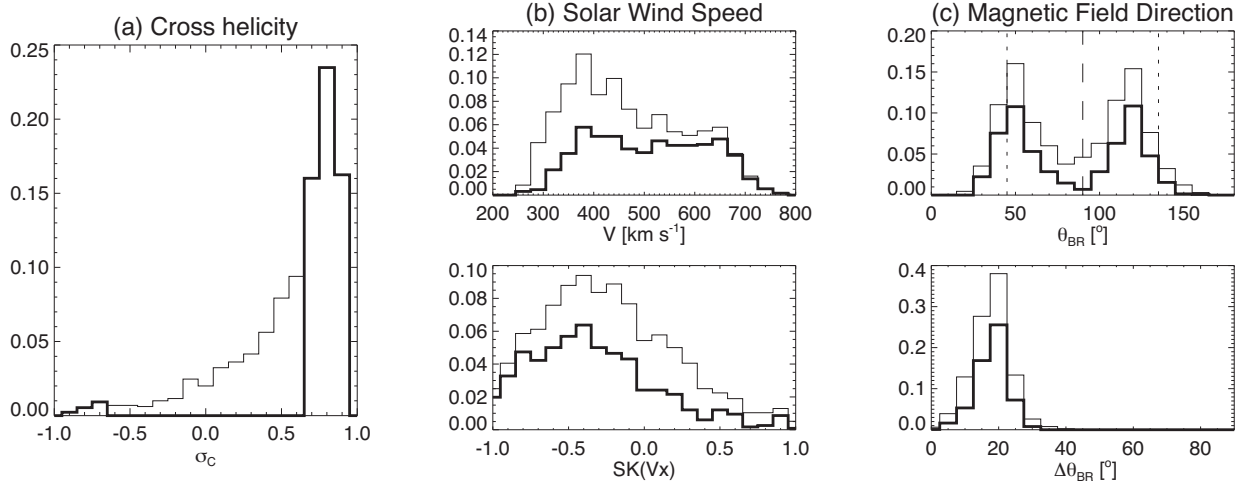 (a) Cross helicity
0.25
0.20
0.15
0.10
0.05
0.00
-1.0 -0.5 0.0 0.5 1.0
σC
(b) Solar Wind Speed
0.14
0.12
0.10
0.08
0.06
0.04
0.02
0.00
200 300 400 500 600 700 800
V [km s⁻¹]
0.10
0.08
0.06
0.04
0.02
0.00
-1.0 -0.5 0.0 0.5 1.0
SK(Vx)
(c) Magnetic Field Direction
0.20
0.15
0.10
0.05
0.00
0 50 100 150
θBR [°]
0.4
0.3
0.2
0.1
0.0
0 20 40 60 80
ΔθBR [°]